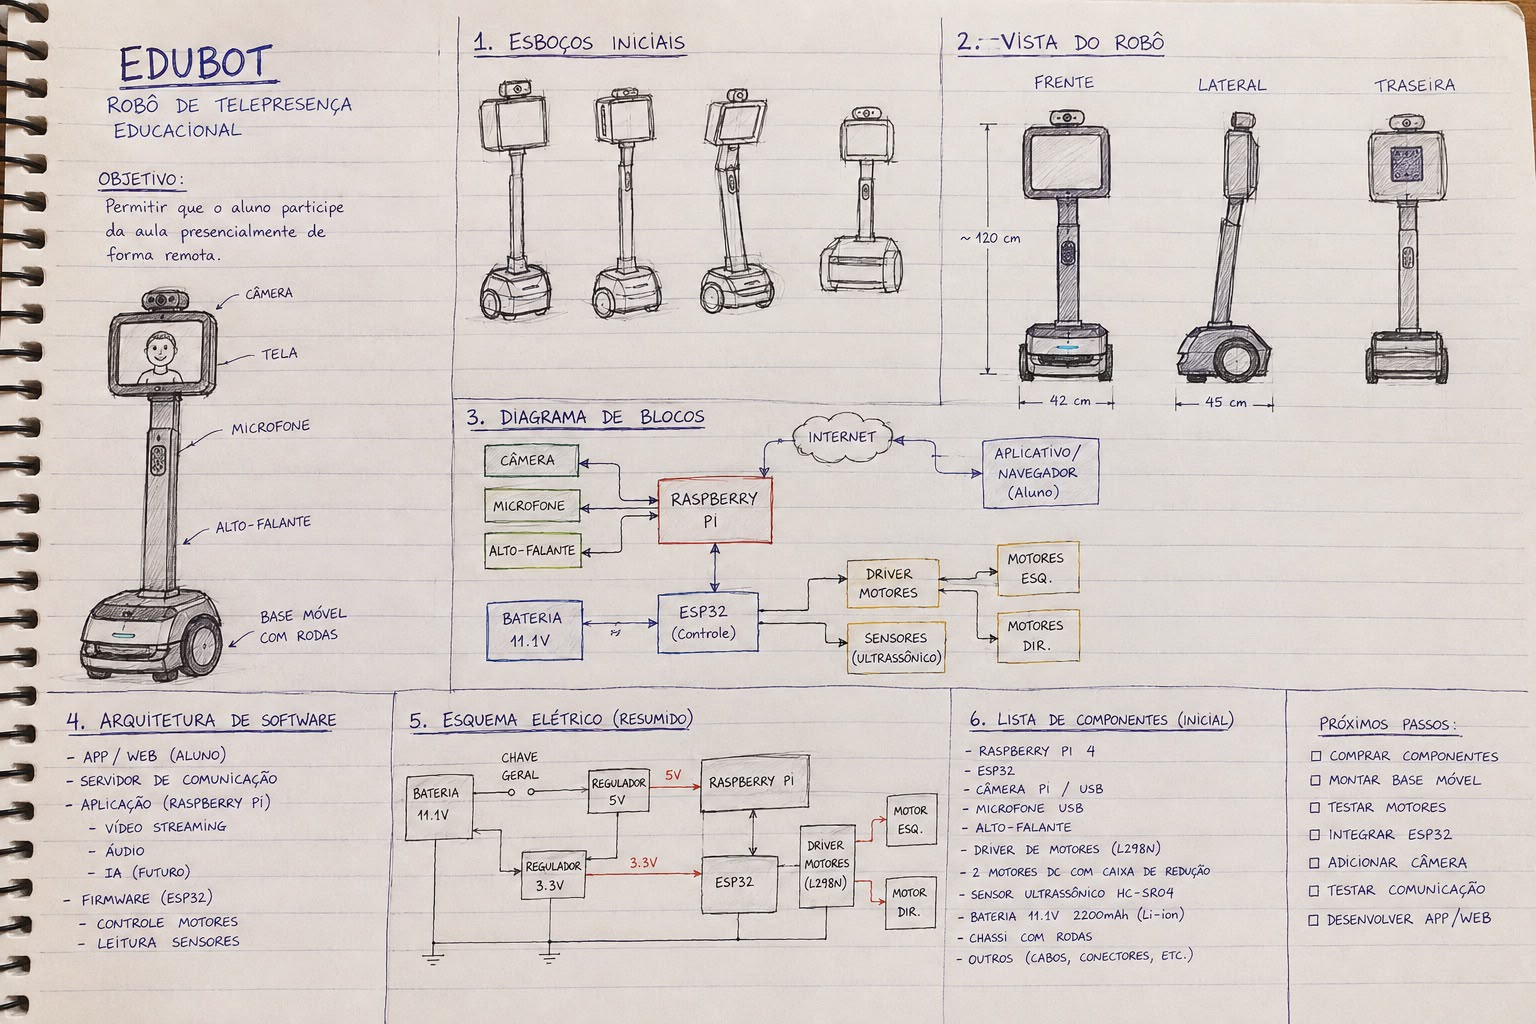 EDUBOT
ROBÔ DE TELEPRESENÇA
EDUCACIONAL
OBJETIVO:
Permitir que o aluno participe
da aula presencialmente de
forma remota.
CÂMERA
TELA
MICROFONE
ALTO-FALANTE
BASE MÓVEL
COM RODAS
1. ESBOÇOS INICIAIS
2. VISTA DO ROBÔ
FRENTE
LATERAL
TRASEIRA
~ 120 cm
42 cm
45 cm
3. DIAGRAMA DE BLOCOS
CÂMERA
MICROFONE
ALTO-FALANTE
RASPBERRY
Pi
INTERNET
APLICATIVO/
NAVEGADOR
(Aluno)
BATERIA
11.1V
ESP32
(Controle)
DRIVER
MOTORES
SENSORES
(ULTRASSÔNICO)
MOTORES
ESQ.
MOTORES
DIR.
4. ARQUITETURA DE SOFTWARE
- APP / WEB (ALUNO)
- SERVIDOR DE COMUNICAÇÃO
- APLICAÇÃO (RASPBERRY Pi)
- VÍDEO STREAMING
- ÁUDIO
- IA (FUTURO)
- FIRMWARE (ESP32)
- CONTROLE MOTORES
- LEITURA SENSORES
5. ESQUEMA ELÉTRICO (RESUMIDO)
BATERIA
11.1V
CHAVE
GERAL
REGULADOR
5V
5V
RASPBERRY Pi
REGULADOR
3.3V
3.3V
ESP32
DRIVER
MOTORES
(L298N)
MOTOR
ESQ.
MOTOR
DIR.
6. LISTA DE COMPONENTES (INICIAL)
- RASPBERRY Pi 4
- ESP32
- CÂMERA Pi / USB
- MICROFONE USB
- ALTO-FALANTE
- DRIVER DE MOTORES (L298N)
- 2 MOTORES DC COM CAIXA DE REDUÇÃO
- SENSOR ULTRASSÔNICO HC-SR04
- BATERIA 11.1V 2200mAh (Li-ion)
- CHASSI COM RODAS
- OUTROS (CABOS, CONECTORES, ETC.)
PRÓXIMOS PASSOS:
☐ COMPRAR COMPONENTES
☐ MONTAR BASE MÓVEL
☐ TESTAR MOTORES
☐ INTEGRAR ESP32
☐ ADICIONAR CÂMERA
☐ TESTAR COMUNICAÇÃO
☐ DESENVOLVER APP/WEB